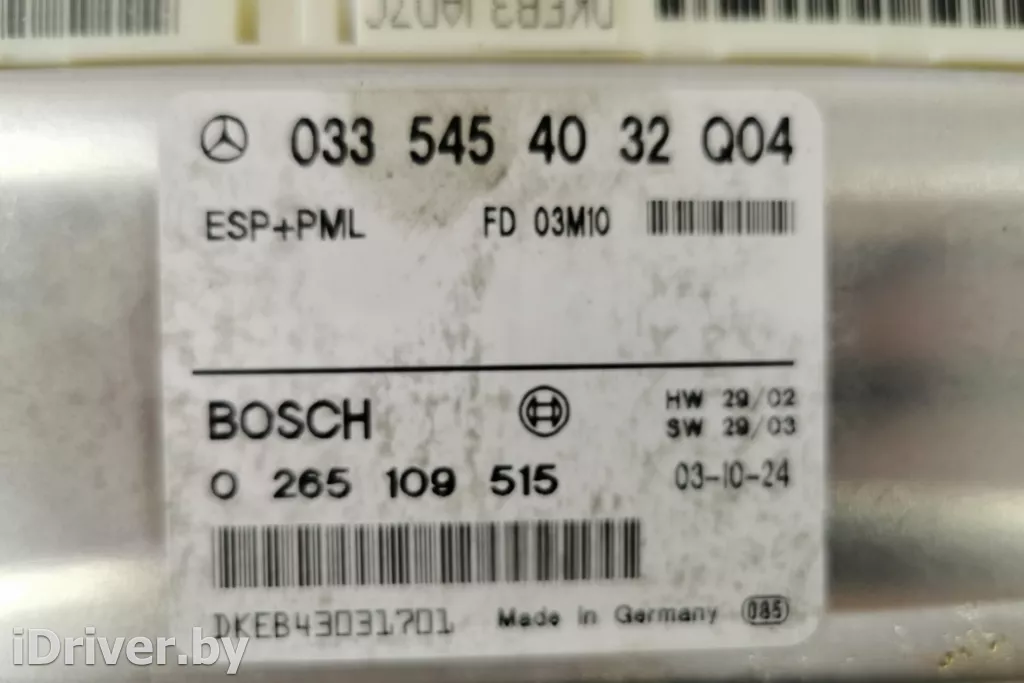 033 545 40 32 Q04
ESP+PML FD 03M10
BOSCH HW 29/02
SW 29/03
0 265 109 515 03-10-24
DKEB43031701 Made in Germany 085
iDriver.by